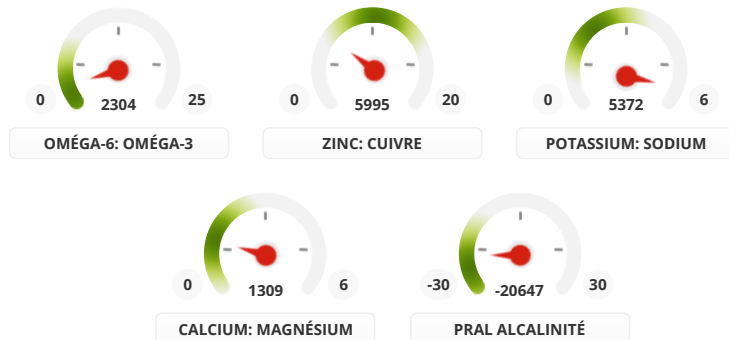 0 2304 25
0 5995 20
0 5372 6
OMÉGA-6: OMÉGA-3
ZINC: CUIVRE
POTASSIUM: SODIUM
0 1309 6
-30 -20647 30
CALCIUM: MAGNÉSIUM
PRAL ALCALINITÉ